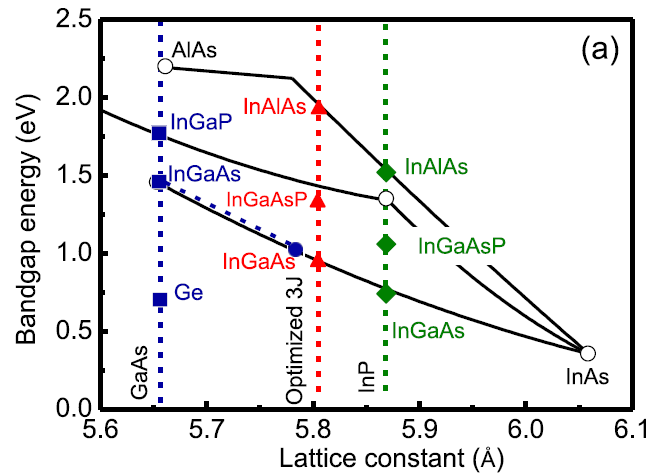 (a)
2.5
2.0
1.5
1.0
0.5
0.0
Bandgap energy (eV)
AlAs
InGaP
InGaAs
Ge
GaAs
InAlAs
InGaAsP
InGaAs
Optimized 3J
InAlAs
InGaAsP
InGaAs
InP
InAs
5.6 5.7 5.8 5.9 6.0 6.1
Lattice constant (Å)